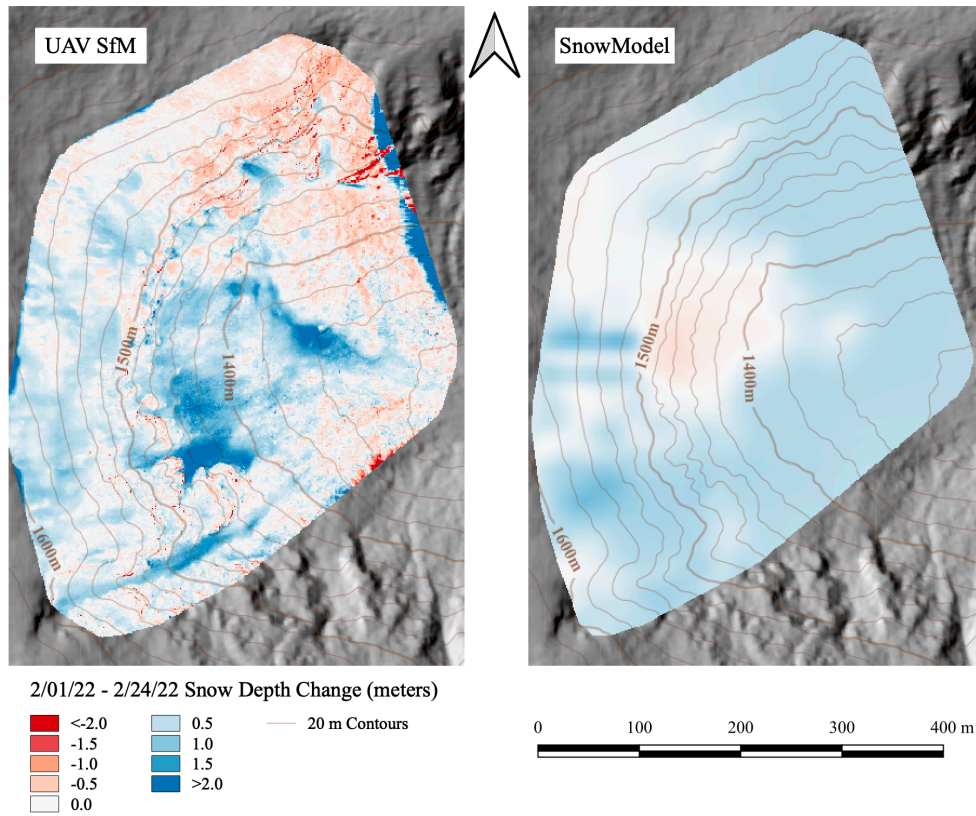 UAV SfM
SnowModel
1500m
1400m
1600m
1500m
1400m
1600m
2/01/22 - 2/24/22 Snow Depth Change (meters)
<-2.0
-1.5
-1.0
-0.5
0.0
0.5
1.0
1.5
>2.0
20 m Contours
0 100 200 300 400 m